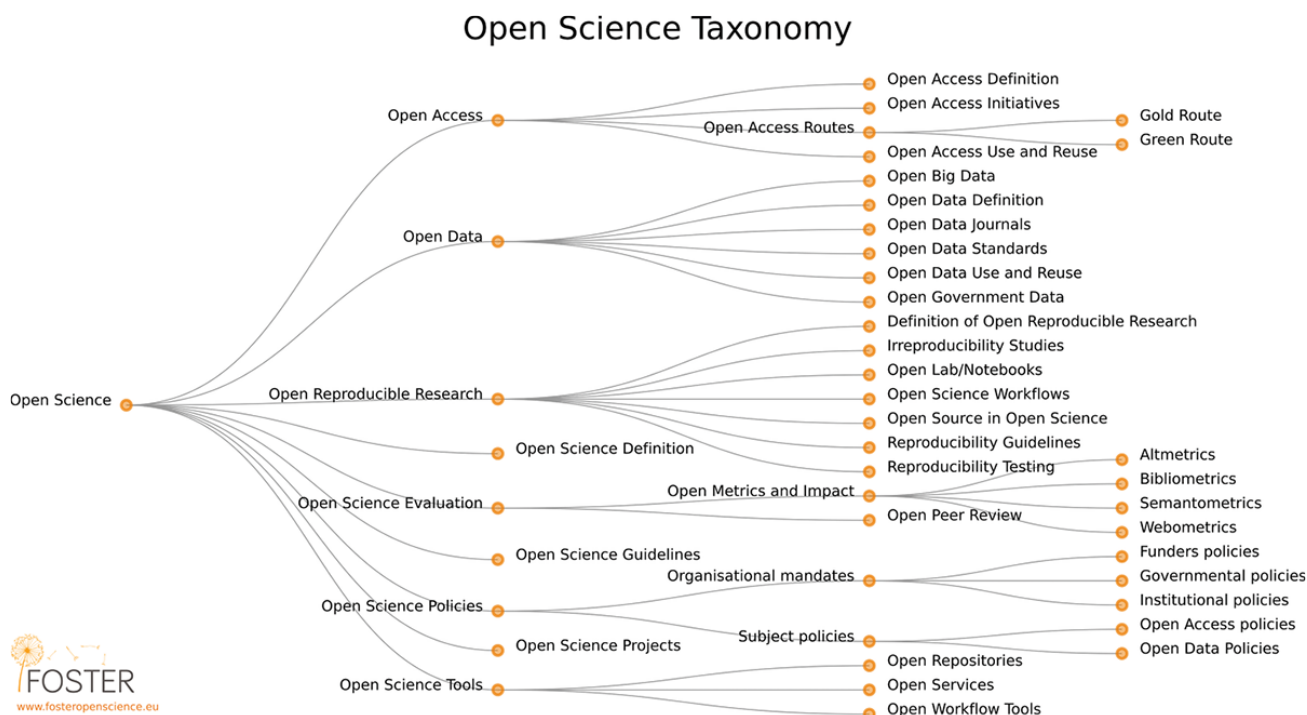 Open Science Taxonomy
Open Science
Open Access
Open Access Definition
Open Access Initiatives
Open Access Routes
Gold Route
Green Route
Open Access Use and Reuse
Open Data
Open Big Data
Open Data Definition
Open Data Journals
Open Data Standards
Open Data Use and Reuse
Open Government Data
Open Reproducible Research
Definition of Open Reproducible Research
Irreproducibility Studies
Open Lab/Notebooks
Open Science Workflows
Open Source in Open Science
Reproducibility Guidelines
Reproducibility Testing
Open Science Definition
Open Science Evaluation
Open Metrics and Impact
Altmetrics
Bibliometrics
Semantometrics
Webometrics
Open Peer Review
Open Science Guidelines
Open Science Policies
Organisational mandates
Funders policies
Governmental policies
Institutional policies
Subject policies
Open Access policies
Open Data Policies
Open Science Projects
Open Science Tools
Open Repositories
Open Services
Open Workflow Tools
FOSTER
www.fosteropenscience.eu